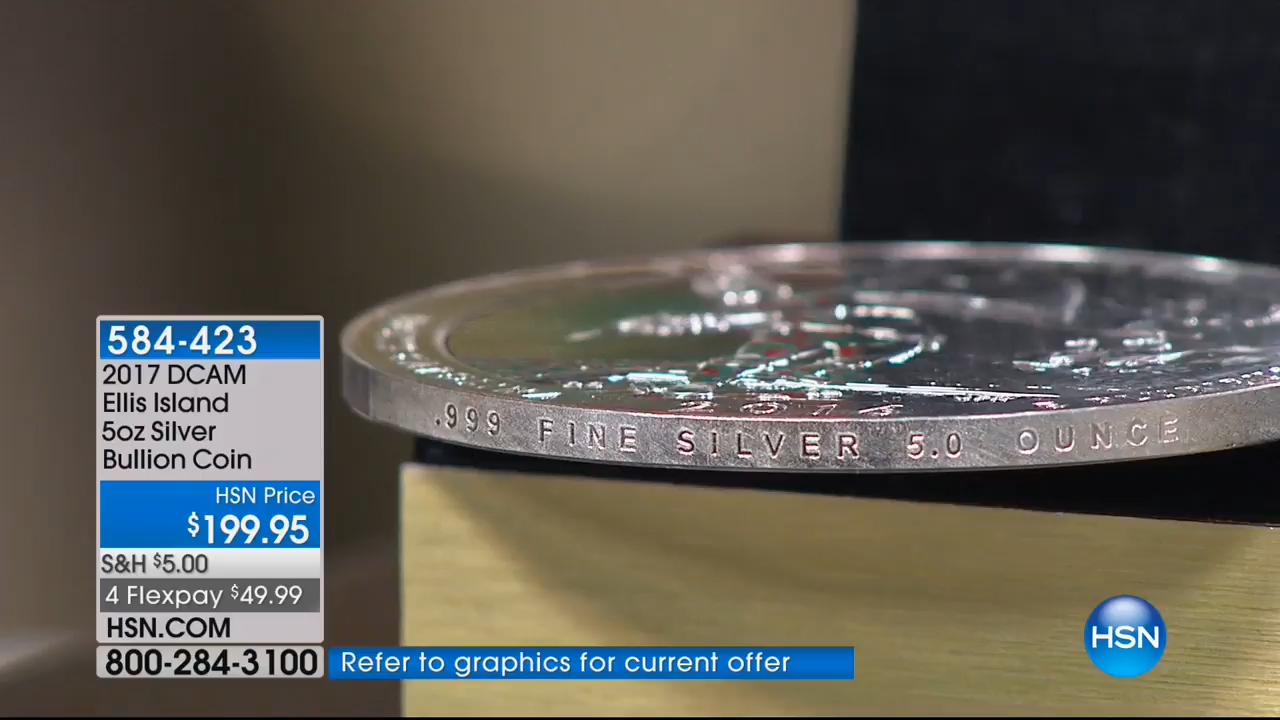 584-423
2017 DCAM
Ellis Island
5oz Silver
Bullion Coin
HSN Price
$199.95
S&H $5.00
4 Flexpay $49.99
HSN.COM
800-284-3100
Refer to graphics for current offer
2017
.999 FINE SILVER 5.0 OUNCE
HSN